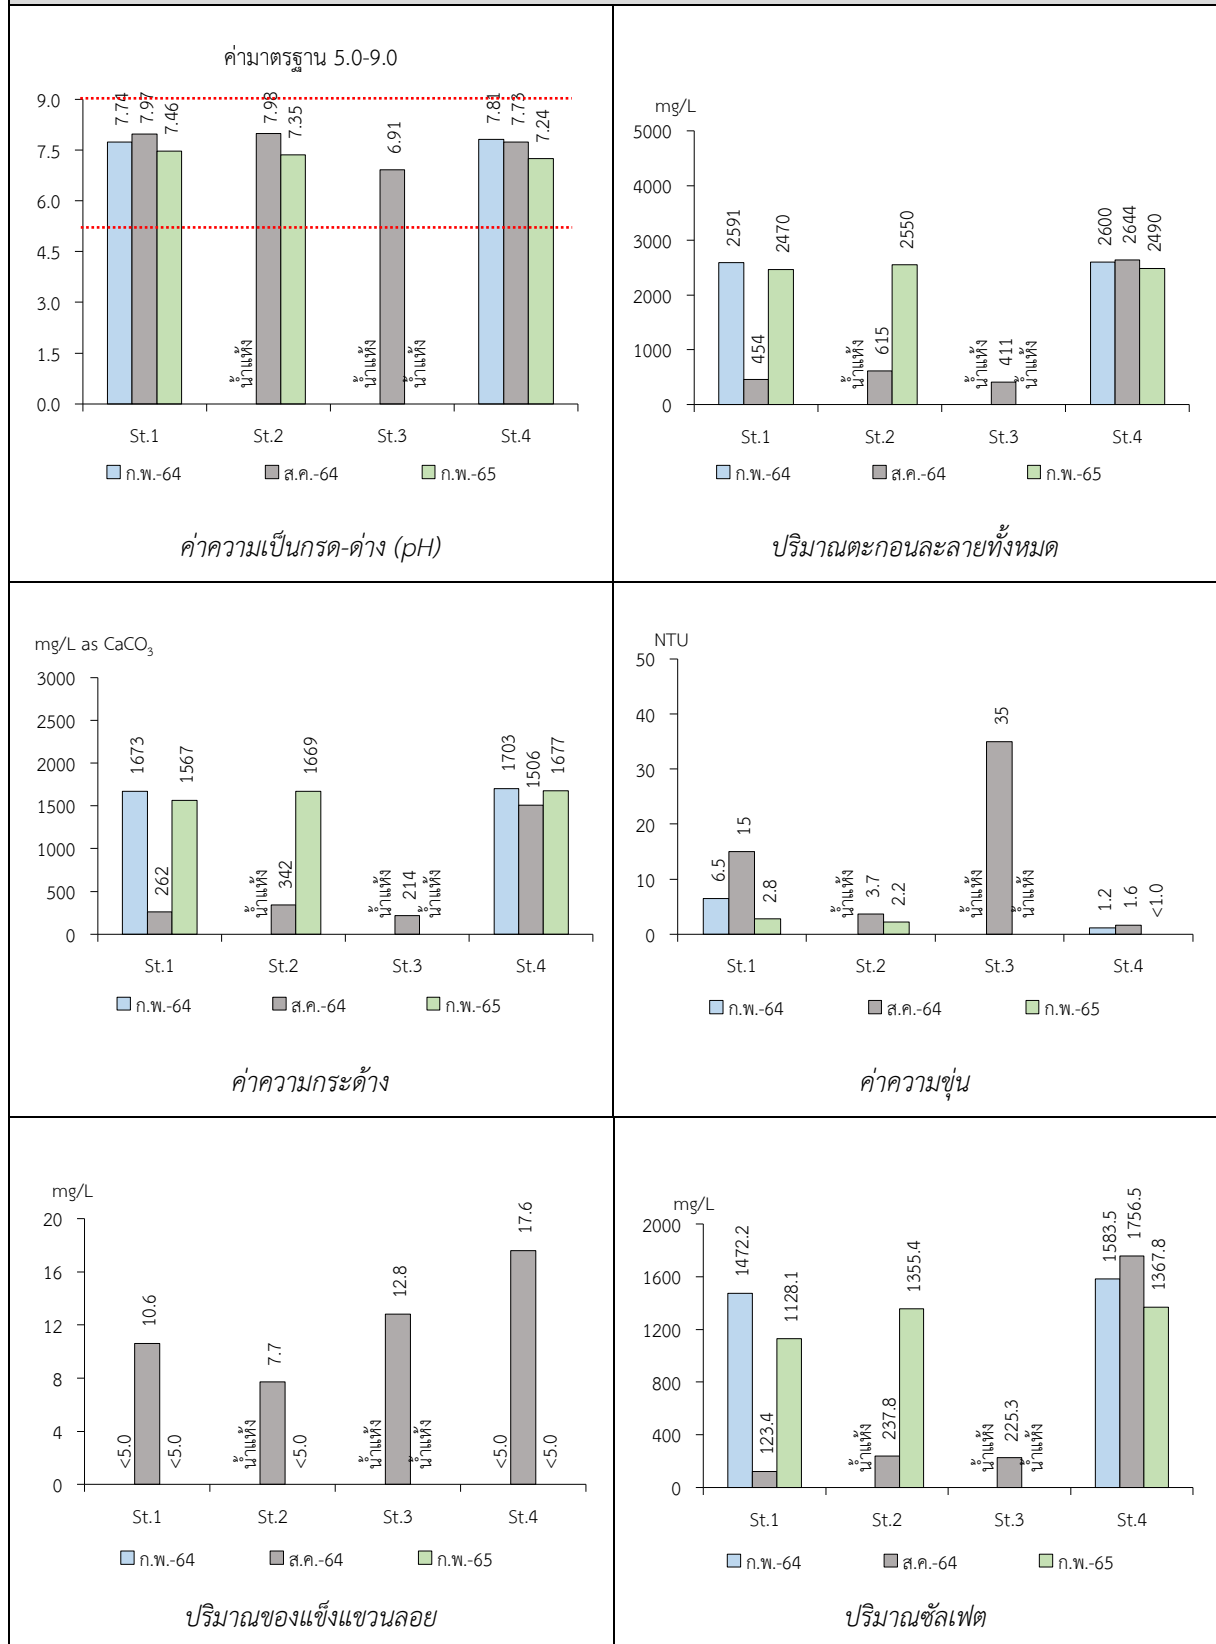 ค่ามาตรฐาน 5.0-9.0
9.0
7.5
6.0
4.5
3.0
1.5
0.0
7.74 7.97 7.46
น้ำแห้ง 7.98 7.35
น้ำแห้ง 6.91 น้ำแห้ง
7.81 7.73 7.24
St.1 St.2 St.3 St.4
ก.พ.-64 ส.ค.-64 ก.พ.-65
ค่าความเป็นกรด-ด่าง (pH)
mg/L
5000
4000
3000
2000
1000
0
2591 454 2470
น้ำแห้ง 615 2550
น้ำแห้ง 411 น้ำแห้ง
2600 2644 2490
St.1 St.2 St.3 St.4
ก.พ.-64 ส.ค.-64 ก.พ.-65
ปริมาณตะกอนละลายทั้งหมด
mg/L as CaCO3
3000
2500
2000
1500
1000
500
0
1673 262 1567
น้ำแห้ง 342 1669
น้ำแห้ง 214 น้ำแห้ง
1703 1506 1677
St.1 St.2 St.3 St.4
ก.พ.-64 ส.ค.-64 ก.พ.-65
ค่าความกระด้าง
NTU
50
40
30
20
10
0
6.5 15 2.8
น้ำแห้ง 3.7 2.2
น้ำแห้ง 35 น้ำแห้ง
1.2 1.6 <1.0
St.1 St.2 St.3 St.4
ก.พ.-64 ส.ค.-64 ก.พ.-65
ค่าความขุ่น
mg/L
20
16
12
8
4
0
<5.0 10.6 <5.0
น้ำแห้ง 7.7 <5.0
น้ำแห้ง 12.8 น้ำแห้ง
<5.0 17.6 <5.0
St.1 St.2 St.3 St.4
ก.พ.-64 ส.ค.-64 ก.พ.-65
ปริมาณของแข็งแขวนลอย
mg/L
2000
1600
1200
800
400
0
1472.2 123.4 1128.1
น้ำแห้ง 237.8 1355.4
น้ำแห้ง 225.3 น้ำแห้ง
1583.5 1756.5 1367.8
St.1 St.2 St.3 St.4
ก.พ.-64 ส.ค.-64 ก.พ.-65
ปริมาณซัลเฟต